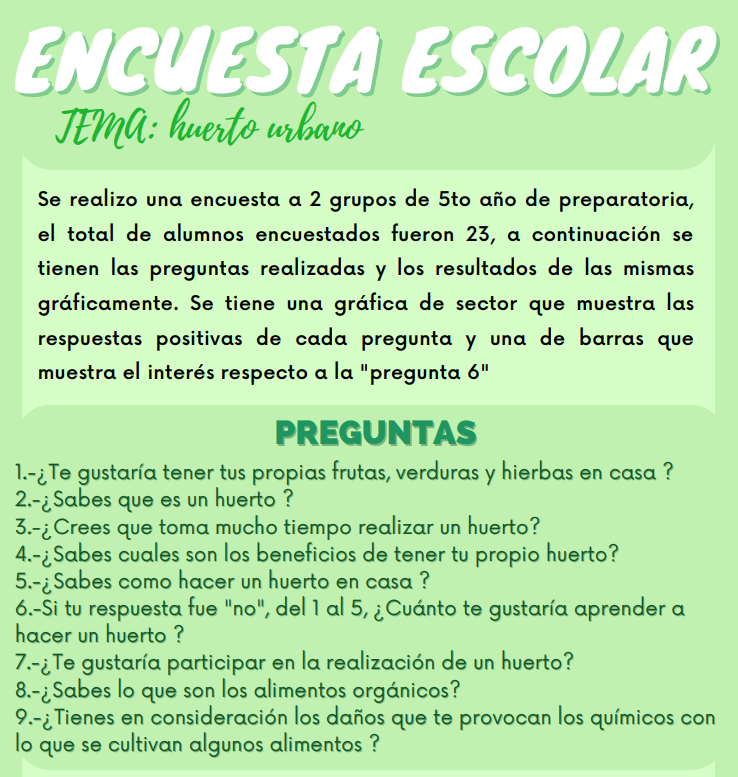 ENCUESTA ESCOLAR
TEMA: huerto urbano
Se realizo una encuesta a 2 grupos de 5to año de preparatoria,
el total de alumnos encuestados fueron 23, a continuación se
tienen las preguntas realizadas y los resultados de las mismas
gráficamente. Se tiene una gráfica de sector que muestra las
respuestas positivas de cada pregunta y una de barras que
muestra el interés respecto a la "pregunta 6"
PREGUNTAS
1.-¿Te gustaría tener tus propias frutas, verduras y hierbas en casa ?
2.-¿Sabes que es un huerto ?
3.-¿Crees que toma mucho tiempo realizar un huerto?
4.-¿Sabes cuales son los beneficios de tener tu propio huerto?
5.-¿Sabes como hacer un huerto en casa ?
6.-Si tu respuesta fue "no", del 1 al 5, ¿Cuánto te gustaría aprender a
hacer un huerto ?
7.-¿Te gustaría participar en la realización de un huerto?
8.-¿Sabes lo que son los alimentos orgánicos?
9.-¿Tienes en consideración los daños que te provocan los químicos con
lo que se cultivan algunos alimentos ?